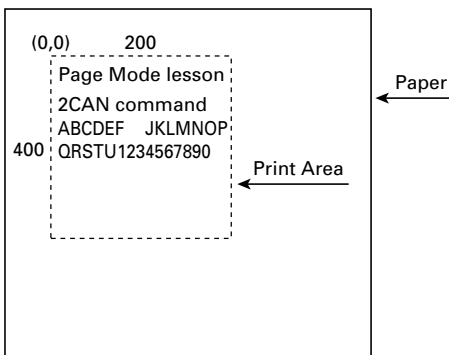 (0,0) 200
Page Mode lesson
Paper
2CAN command
ABCDEF JKLMNOP
400 QRSTU1234567890
Print Area